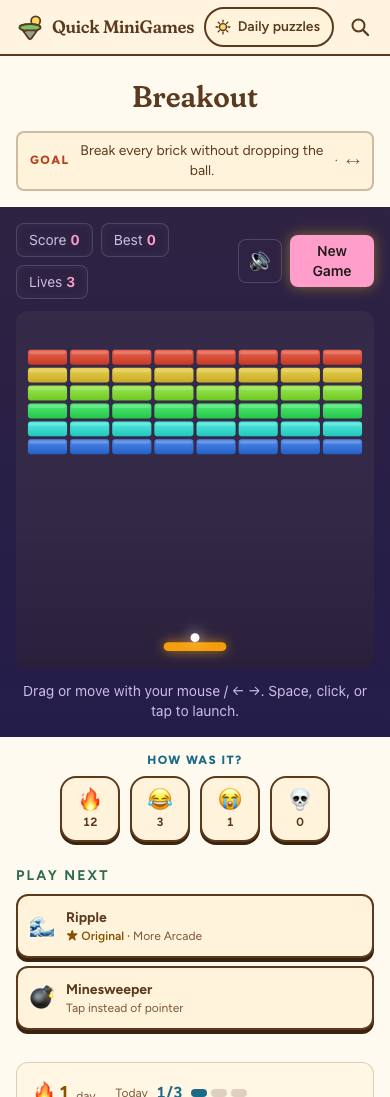 Quick MiniGames
Daily puzzles
Breakout
GOAL
Break every brick without dropping the
ball.
· ↔
Score 0
Best 0
Lives 3
New
Game
Drag or move with your mouse / ← →. Space, click, or
tap to launch.
HOW WAS IT?
12
3
1
0
PLAY NEXT
Ripple
★ Original · More Arcade
Minesweeper
Tap instead of pointer
1 day
Today 1/3